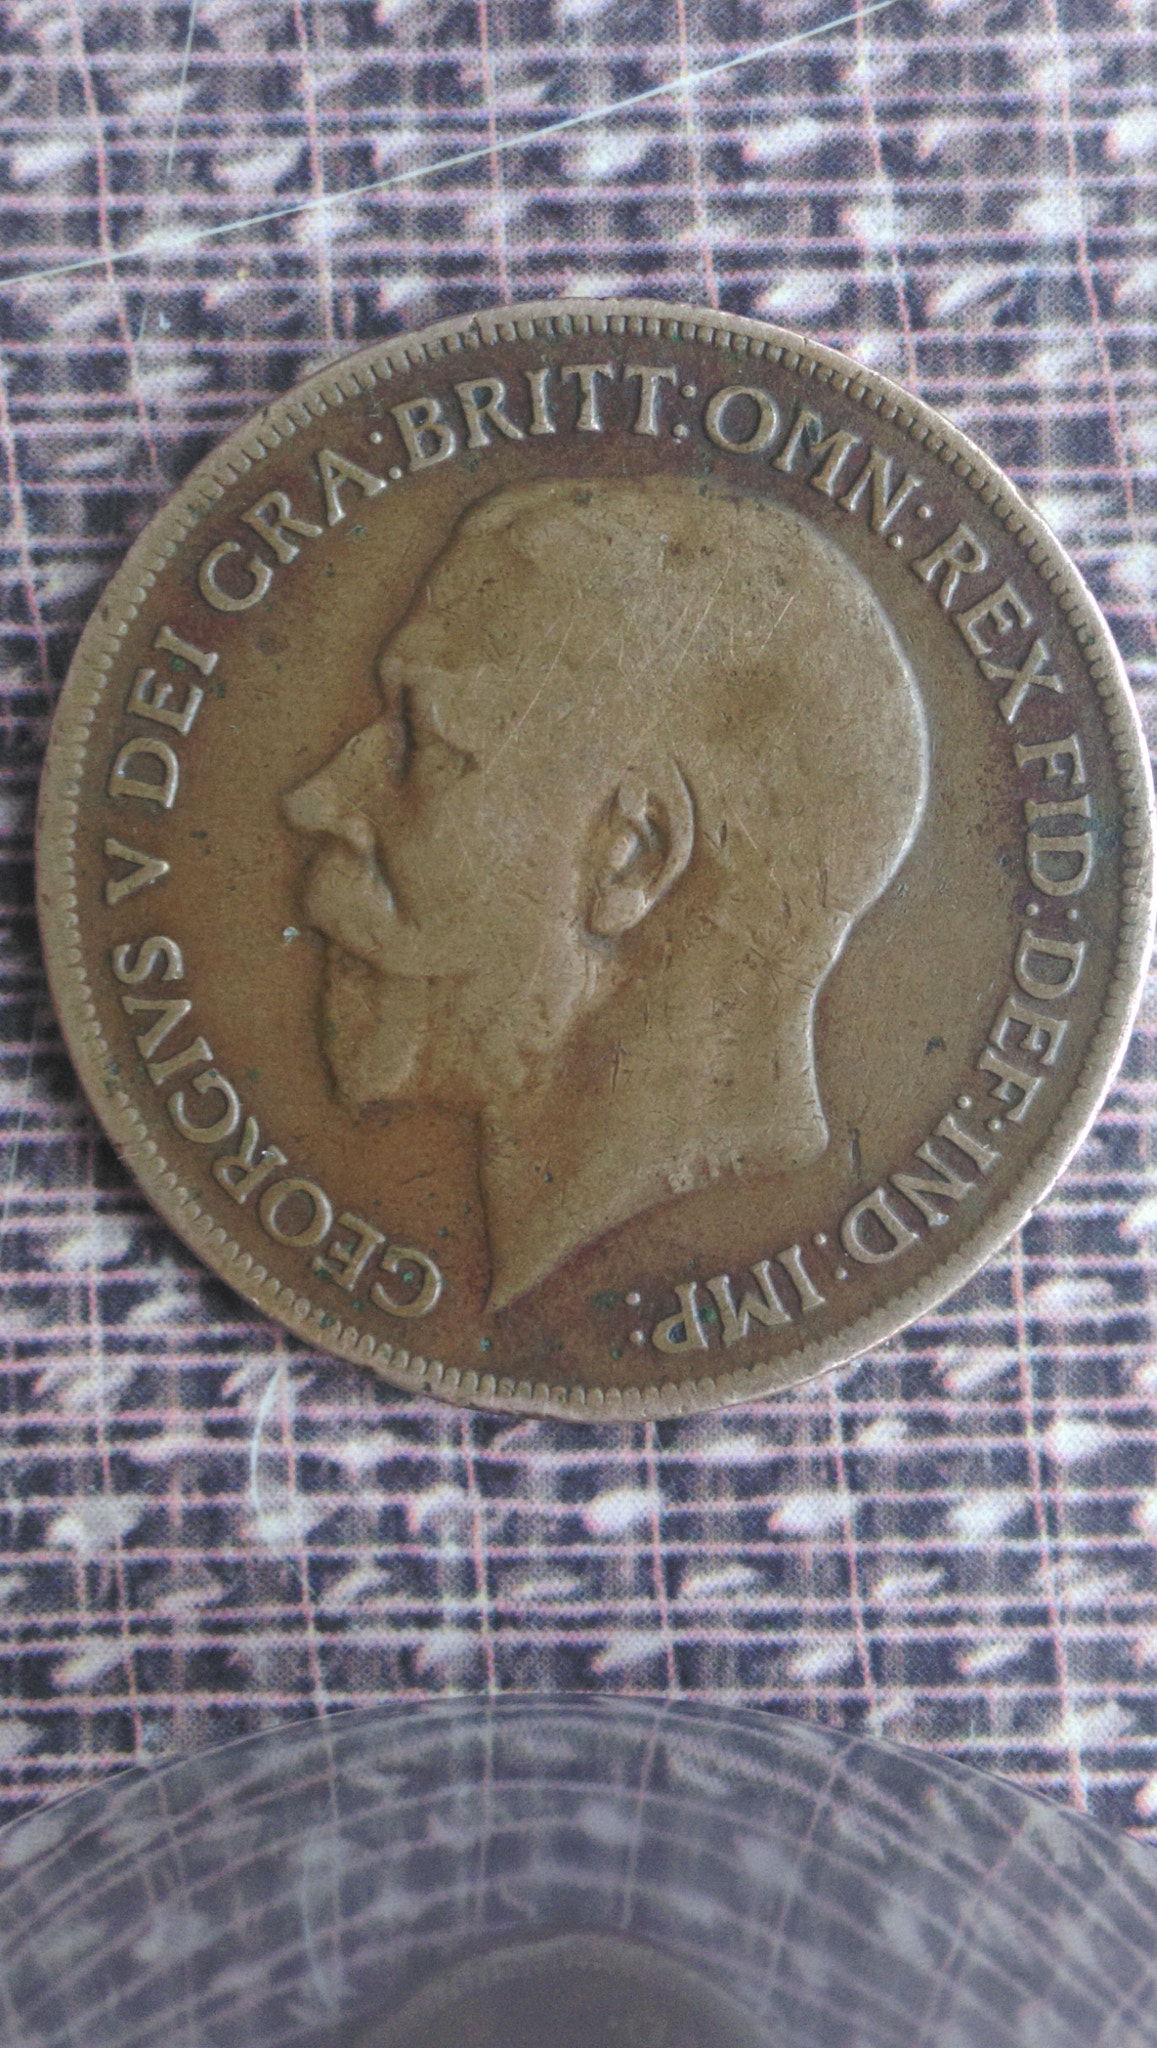 GEORGIVS V DEI GRA: BRITT: OMN: REX FID: DEF: IND: IMP: